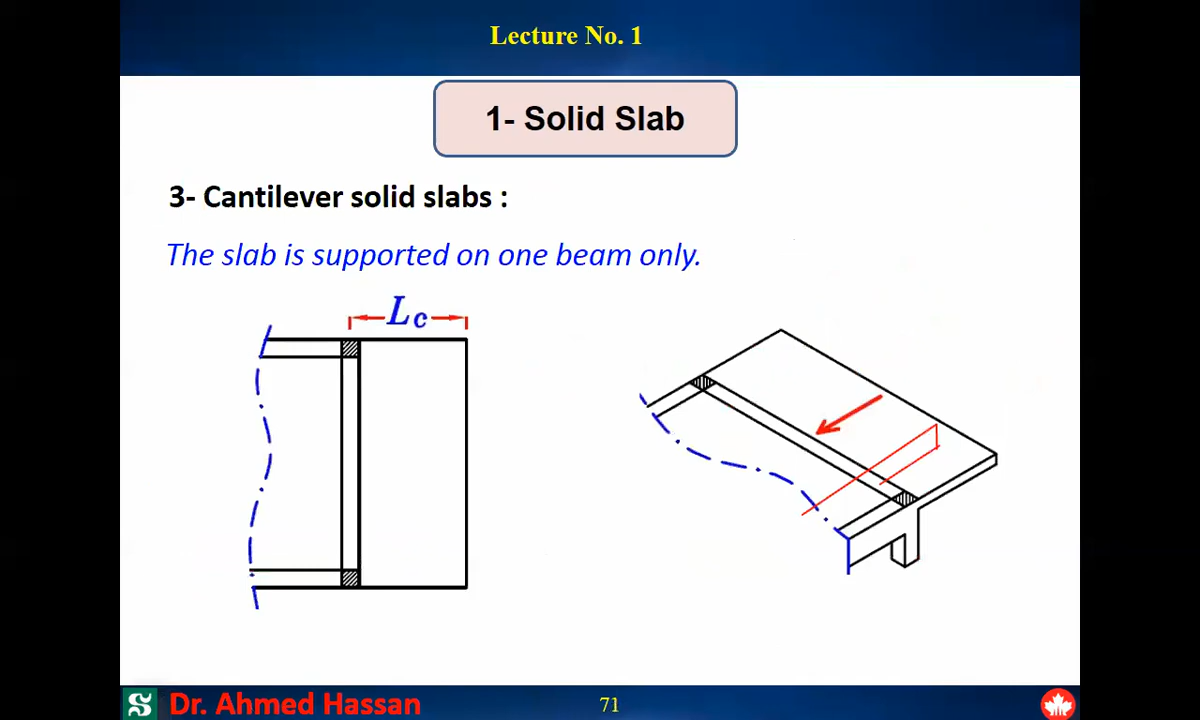 Lecture No. 1
1- Solid Slab
3- Cantilever solid slabs :
The slab is supported on one beam only.
Lc
Dr. Ahmed Hassan
71